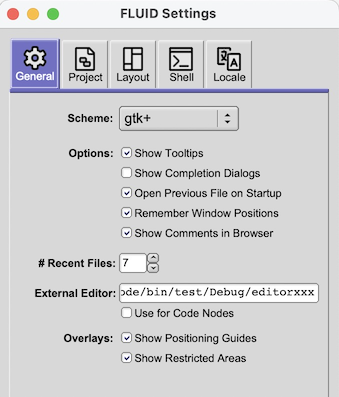 FLUID Settings
General Project Layout Shell Locale
Scheme: gtk+
Options: Show Tooltips
Show Completion Dialogs
Open Previous File on Startup
Remember Window Positions
Show Comments in Browser
# Recent Files: 7
External Editor: ode/bin/test/Debug/editorxxx
Use for Code Nodes
Overlays: Show Positioning Guides
Show Restricted Areas